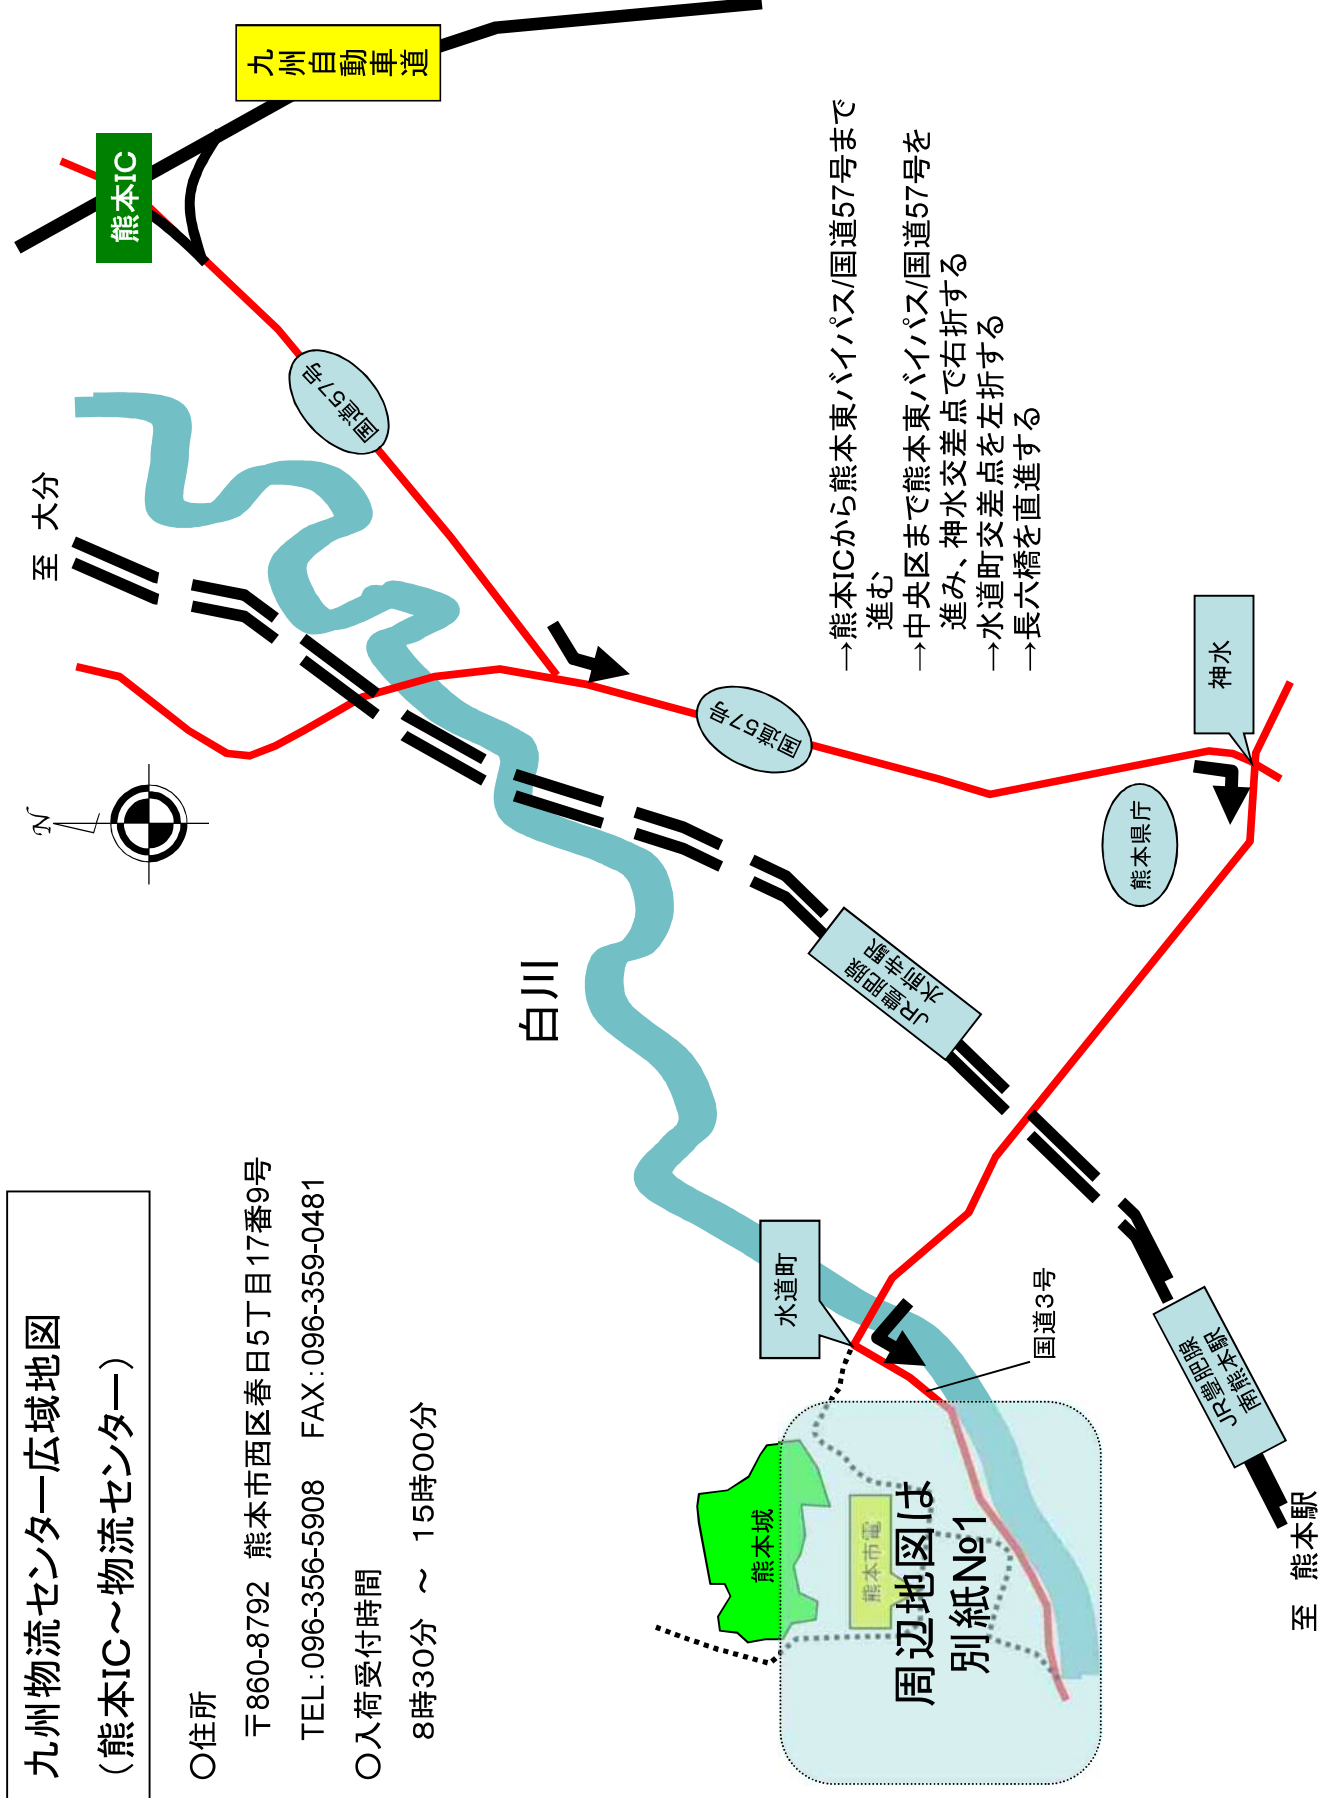 九州物流センター広域地図
（熊本IC～物流センター）
○住所
〒860-8792 熊本市西区春日5丁目17番9号
TEL:096-356-5908 FAX:096-359-0481
○入荷受付時間
8時30分 ～ 15時00分
N
至 大分
熊本IC
九州自動車道
国道57号
国道57号
白川
→熊本ICから熊本東バイパス/国道57号まで
進む
→中央区まで熊本東バイパス/国道57号を
進み、神水交差点で右折する
→水道町交差点を左折する
→長六橋を直進する
神水
熊本県庁
JR豊肥線
水前寺駅
水道町
国道3号
熊本城
熊本市電
周辺地図は
別紙№1
JR豊肥線
南熊本駅
至 熊本駅